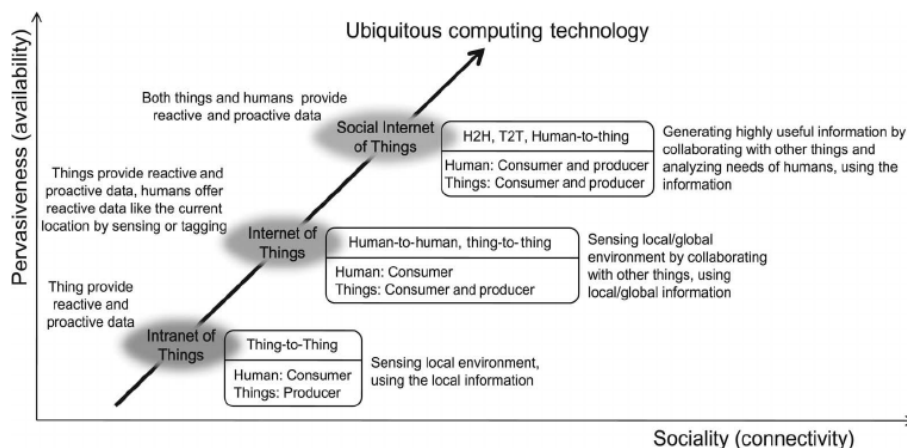 Ubiquitous computing technology
Pervasiveness (availability)
Both things and humans provide
reactive and proactive data
Social Internet
of Things
H2H, T2T, Human-to-thing
Human: Consumer and producer
Things: Consumer and producer
Generating highly useful information by
collaborating with other things and
analyzing needs of humans, using the
information
Things provide reactive and
proactive data, humans offer
reactive data like the current
location by sensing or tagging
Internet of
Things
Human-to-human, thing-to-thing
Human: Consumer
Things: Consumer and producer
Sensing local/global
environment by collaborating
with other things, using
local/global information
Thing provide
reactive and
proactive data
Intranet of
Things
Thing-to-Thing
Human: Consumer
Things: Producer
Sensing local environment,
using the local information
Sociality (connectivity)